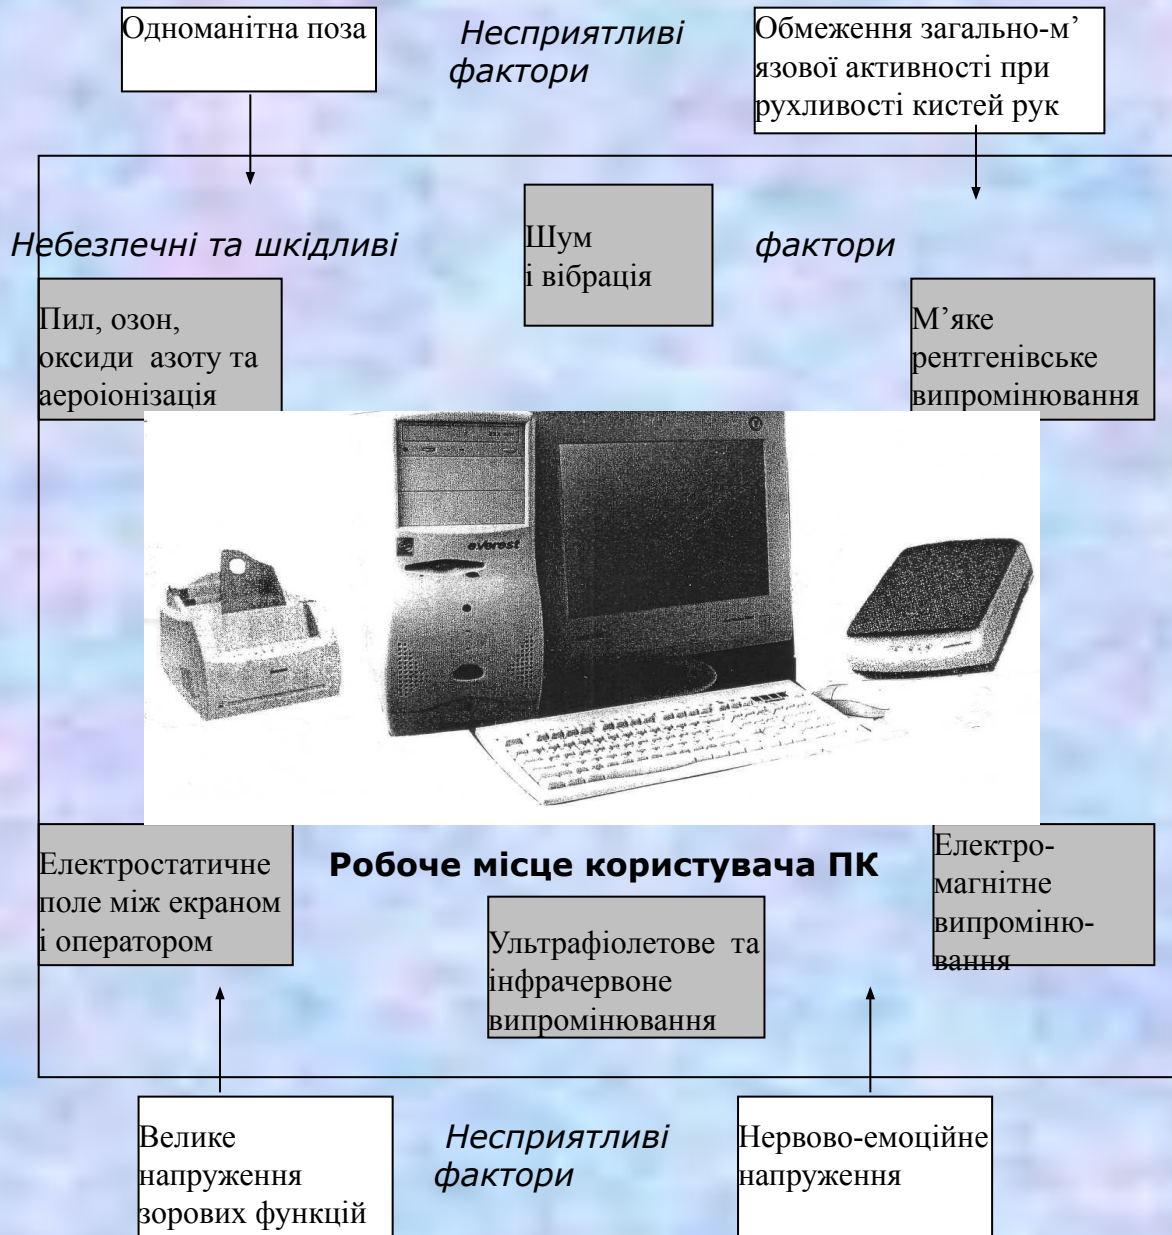 Одноманітна поза
Несприятливі
фактори
Обмеження загально-м’
язової активності при
рухливості кистей рук
Небезпечні та шкідливі
Шум
і вібрація
фактори
Пил, озон,
оксиди азоту та
аероіонізація
М’яке
рентгенівське
випромінювання
everest
Електростатичне
поле між екраном
і оператором
Робоче місце користувача ПК
Електро-
магнітне
випроміню-
вання
Ультрафіолетове та
інфрачервоне
випромінювання
Велике
напруження
зорових функцій
Несприятливі
фактори
Нервово-емоційне
напруження